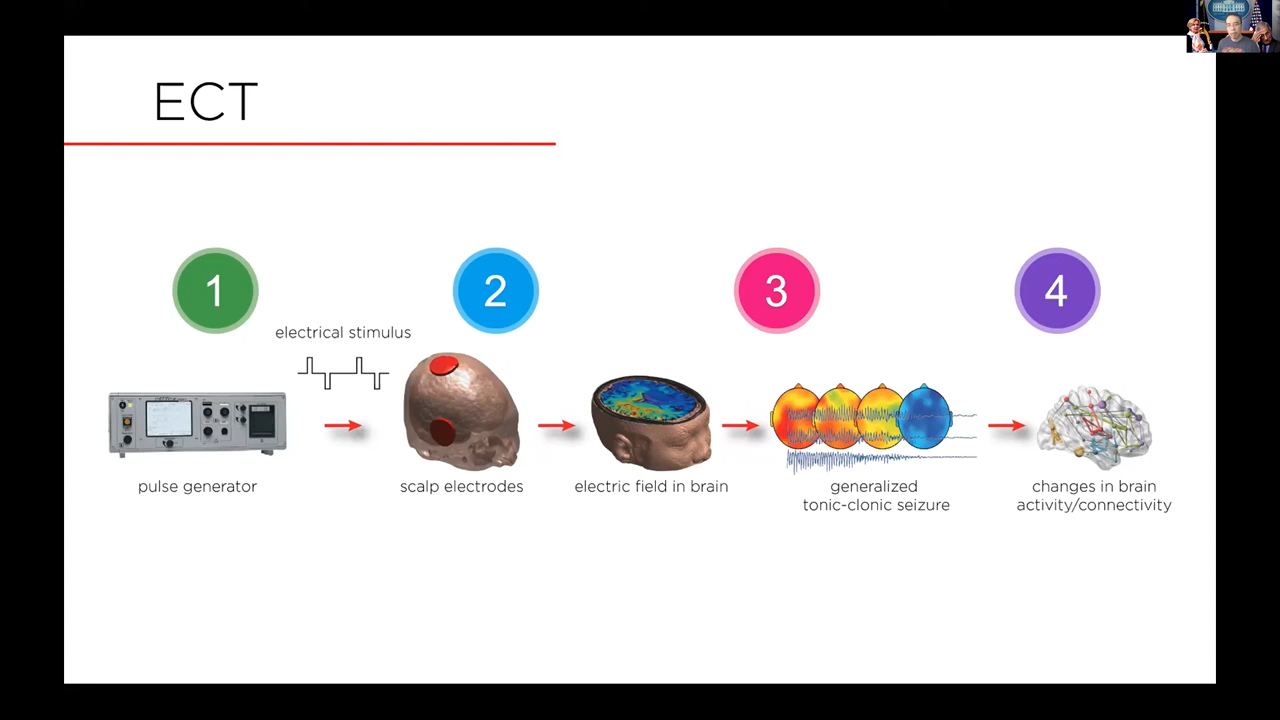 ECT
1
2
3
4
electrical stimulus
pulse generator
scalp electrodes
electric field in brain
generalized
tonic-clonic seizure
changes in brain
activity/connectivity